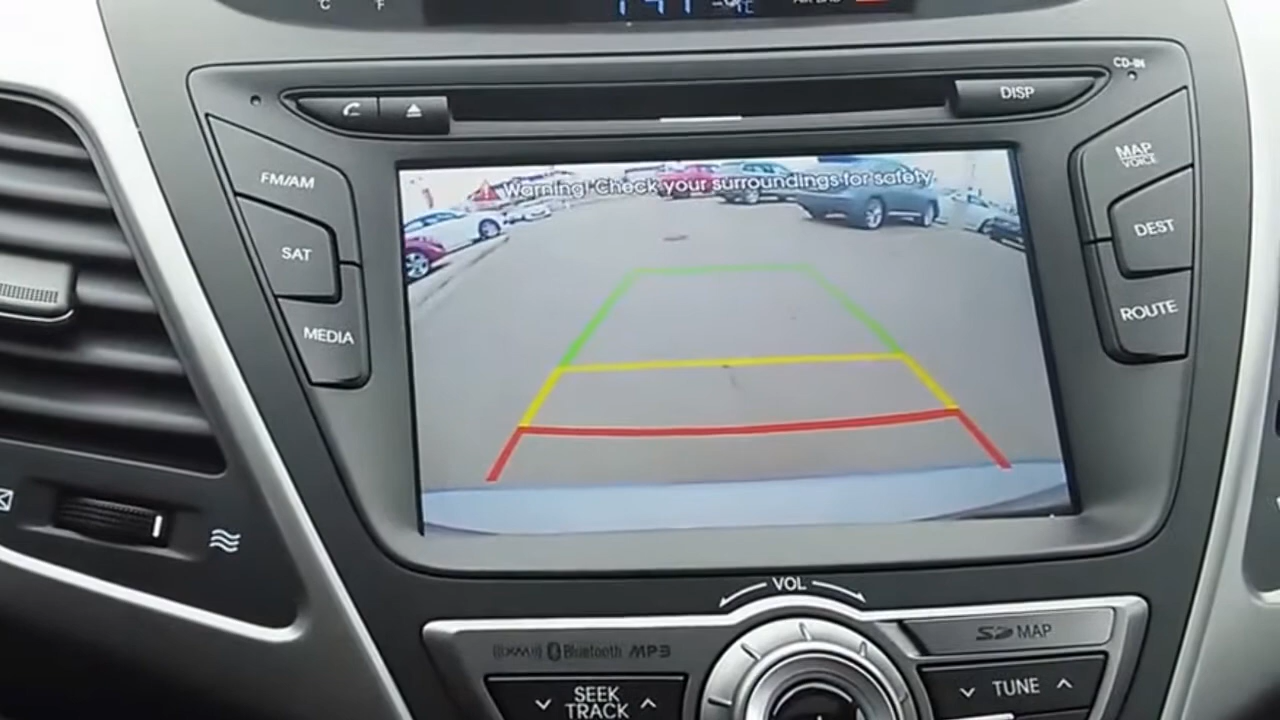 °C °F
CD-IN
DISP
MAP
VOICE
FM/AM
Warning! Check your surroundings for safety
SAT
DEST
MEDIA
ROUTE
VOL
((XM)) Bluetooth MP3
SD MAP
SEEK
TRACK
TUNE